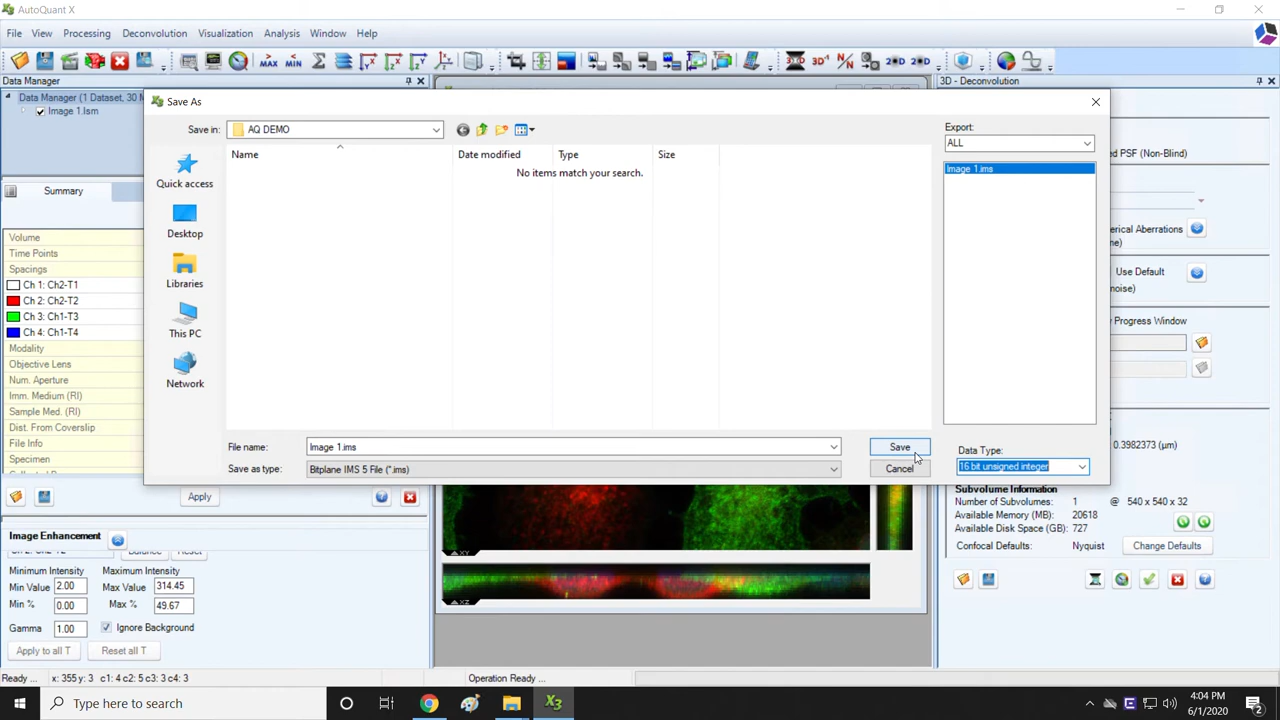 AutoQuant X
File View Processing Deconvolution Visualization Analysis Window Help
Data Manager
Data Manager (1 Dataset, 30 M
Image 1.lsm
Summary
Volume
Time Points
Spacings
Ch 1: Ch2-T1
Ch 2: Ch2-T2
Ch 3: Ch1-T3
Ch 4: Ch1-T4
Modality
Objective Lens
Num. Aperture
Imm. Medium (RI)
Sample Med. (RI)
Dist. From Coverslip
File Info
Apply
Image Enhancement
Minimum Intensity Maximum Intensity
Min Value 2.00 Max Value 314.45
Min % 0.00 Max % 49.67
Gamma 1.00 Ignore Background
Apply to all T Reset all T
Save As
Save in: AQ DEMO
Name Date modified Type Size
No items match your search.
Quick access
Desktop
Libraries
This PC
Network
File name: Image 1.ims
Save as type: Bitplane IMS 5 File (*.ims)
Save
Cancel
Export:
ALL
Image 1.ims
Data Type:
16 bit unsigned integer
XY
XZ
3D - Deconvolution
PSF (Non-Blind)
Aberrations
Use Default
noise)
Progress Window
0.3982373 (µm)
Subvolume Information
Number of Subvolumes: 1 @ 540 x 540 x 32
Available Memory (MB): 20618
Available Disk Space (GB): 727
Confocal Defaults: Nyquist Change Defaults
Ready... x: 355 y: 3 c1: 4 c2: 5 c3: 3 c4: 3 Operation Ready ...
Type here to search
4:04 PM
6/1/2020